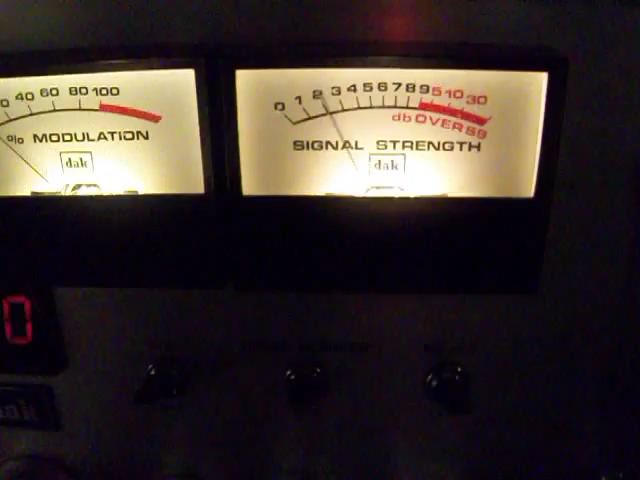 40 60 80 100
% MODULATION
dak
0 1 2 3 4 5 6 7 8 9 5 10 30
db OVER S9
SIGNAL STRENGTH
dak
0